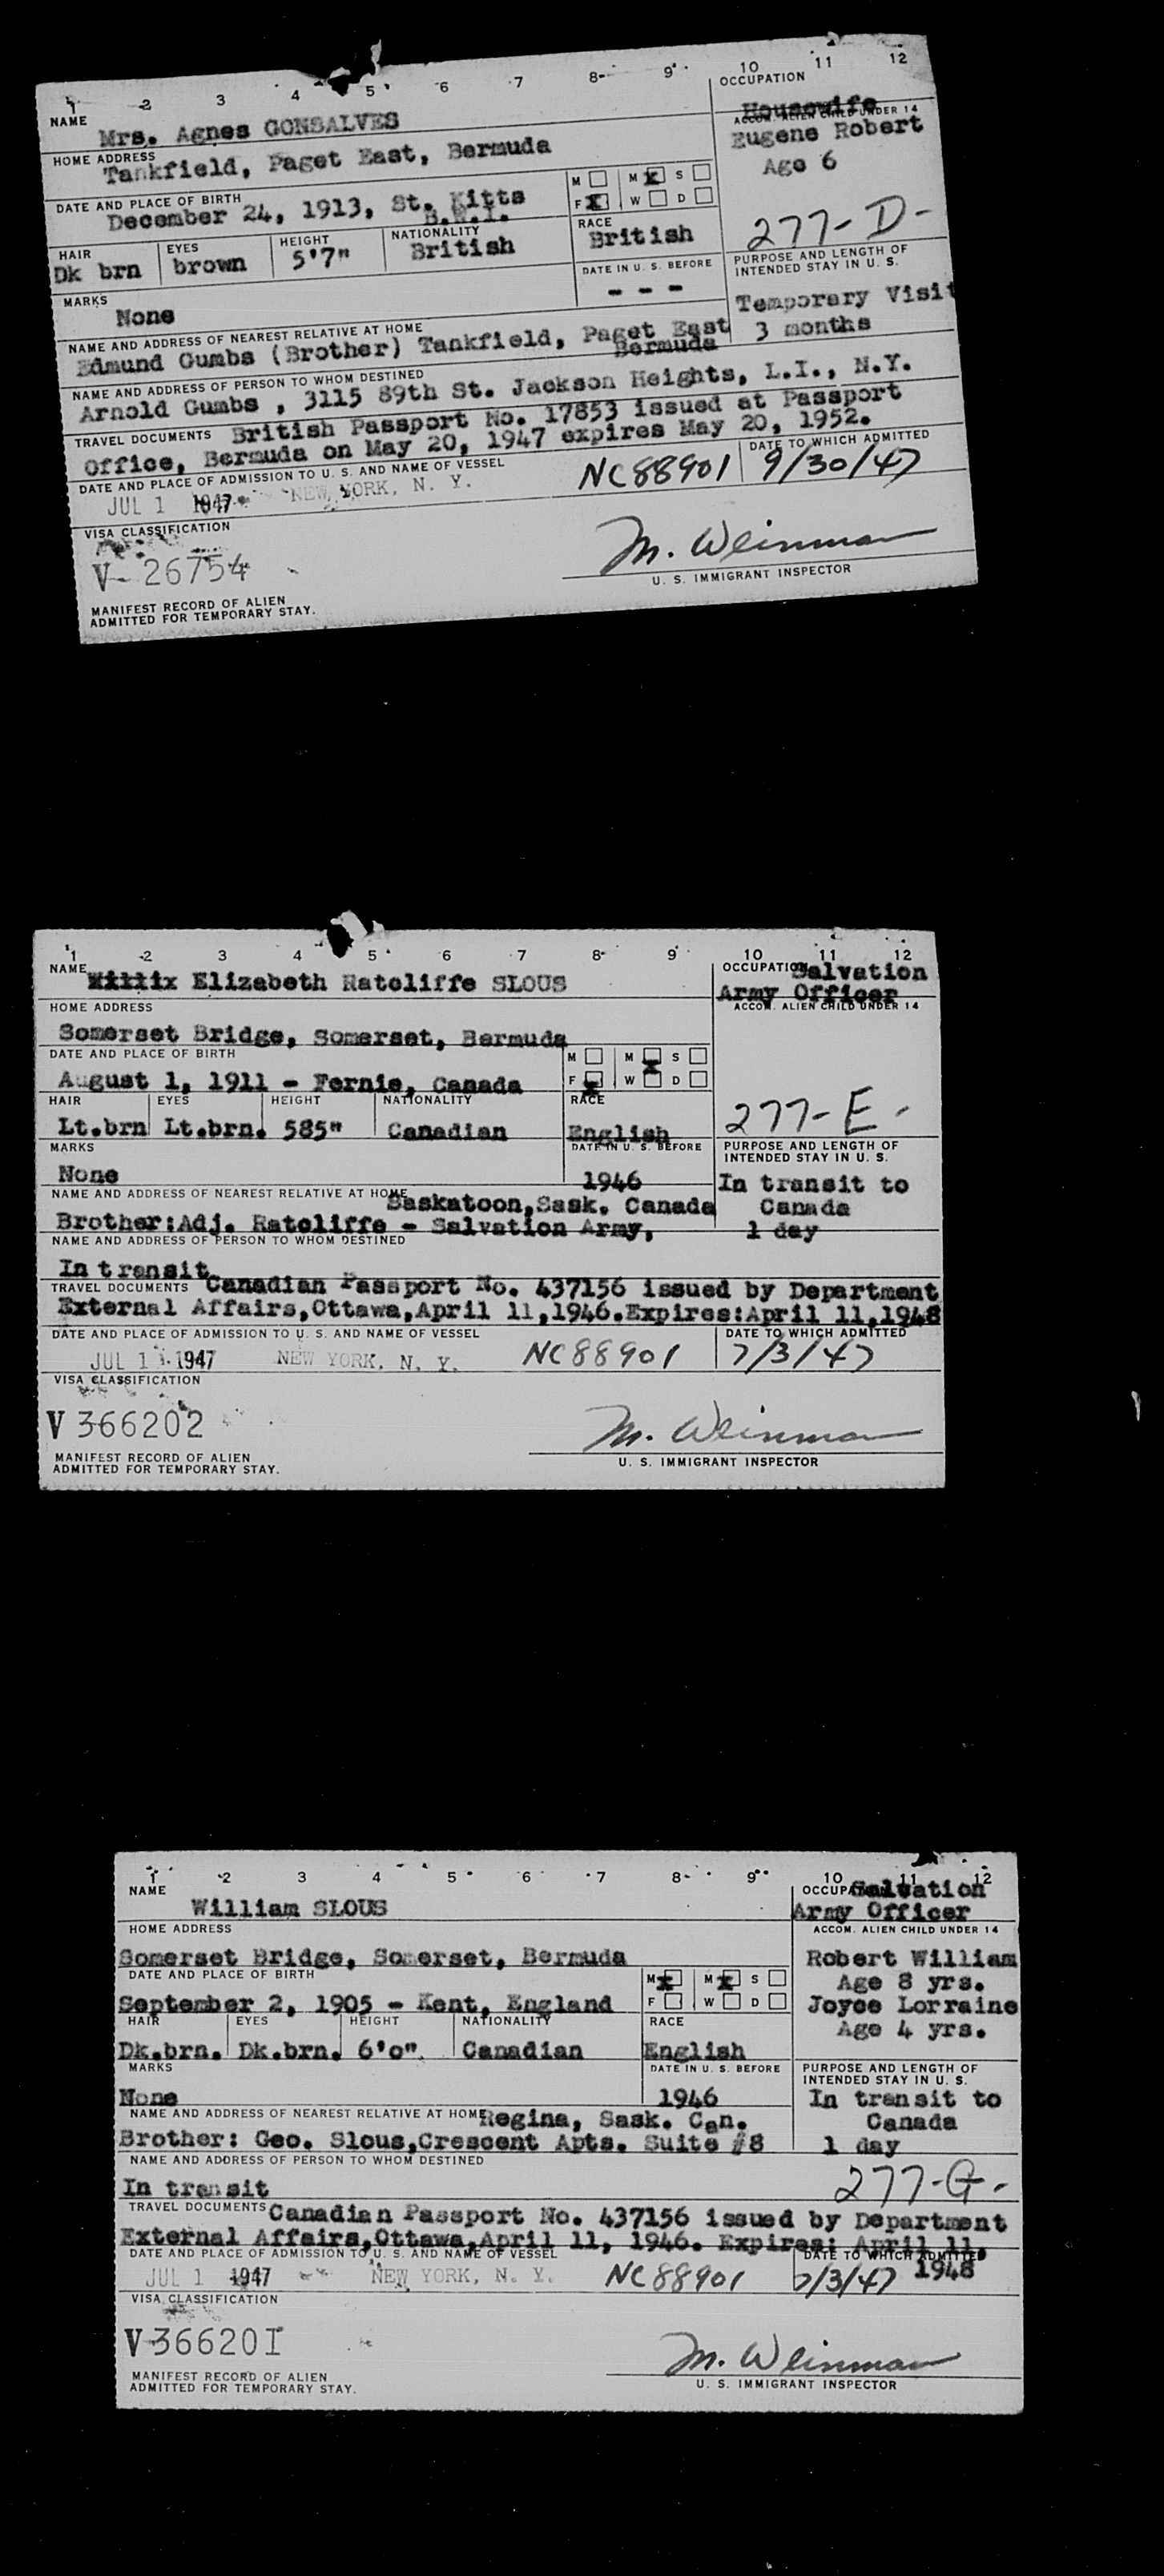 1 2 3 4 5 6 7 8 9 10 11 12
NAME Mrs. Agnes GONSALVES
OCCUPATION Housewife
HOME ADDRESS
Tankfield, Paget East, Bermuda
ACCOM. ALIEN CHILD UNDER 14
Eugene Robert
Age 6
DATE AND PLACE OF BIRTH
December 24, 1913, St. Kitts
B.W.I.
M M X S
F X W D
277-D-
HAIR EYES HEIGHT NATIONALITY RACE
Dk brn brown 5'7" British British
MARKS DATE IN U. S. BEFORE
None - - -
PURPOSE AND LENGTH OF
INTENDED STAY IN U. S.
Temporary Visit
3 months
NAME AND ADDRESS OF NEAREST RELATIVE AT HOME
Edmund Gumbs (Brother) Tankfield, Paget East
Bermuda
NAME AND ADDRESS OF PERSON TO WHOM DESTINED
Arnold Gumbs , 3115 89th St. Jackson Heights, L.I., N.Y.
TRAVEL DOCUMENTS British Passport No. 17853 issued at Passport
Office, Bermuda on May 20, 1947 expires May 20, 1952.
DATE AND PLACE OF ADMISSION TO U. S. AND NAME OF VESSEL DATE TO WHICH ADMITTED
JUL 1 1947 NEW YORK, N. Y. NC88901 9/30/47
VISA CLASSIFICATION
V- 26754
M. Weinman
U. S. IMMIGRANT INSPECTOR
MANIFEST RECORD OF ALIEN
ADMITTED FOR TEMPORARY STAY.
1 2 3 4 5 6 7 8 9 10 11 12
NAME Elizabeth Ratcliffe SLOUS
OCCUPATION Salvation
Army Officer
HOME ADDRESS
Somerset Bridge, Somerset, Bermuda
ACCOM. ALIEN CHILD UNDER 14
DATE AND PLACE OF BIRTH
August 1, 1911 - Fernie, Canada
M M X S
F X W D
HAIR EYES HEIGHT NATIONALITY RACE
Lt.brn Lt.brn. 585" Canadian English
277-E-
MARKS DATE IN U. S. BEFORE
None 1946
PURPOSE AND LENGTH OF
INTENDED STAY IN U. S.
In transit to
Canada
1 day
NAME AND ADDRESS OF NEAREST RELATIVE AT HOME Saskatoon,Sask. Canada
Brother:Adj. Ratcliffe - Salvation Army,
NAME AND ADDRESS OF PERSON TO WHOM DESTINED
In transit
TRAVEL DOCUMENTS Canadian Passport No. 437156 issued by Department
External Affairs,Ottawa,April 11,1946.Expires:April 11,1948
DATE AND PLACE OF ADMISSION TO U. S. AND NAME OF VESSEL DATE TO WHICH ADMITTED
JUL 1 1947 NEW YORK, N. Y. NC88901 7/3/47
VISA CLASSIFICATION
V 366202
M. Weinman
U. S. IMMIGRANT INSPECTOR
MANIFEST RECORD OF ALIEN
ADMITTED FOR TEMPORARY STAY.
1 2 3 4 5 6 7 8 9 10 11 12
NAME William SLOUS
OCCUPATION Salvation
Army Officer
HOME ADDRESS
Somerset Bridge, Somerset, Bermuda
ACCOM. ALIEN CHILD UNDER 14
Robert William
Age 8 yrs.
Joyce Lorraine
Age 4 yrs.
DATE AND PLACE OF BIRTH
September 2, 1905 - Kent, England
M X M X S
F W D
HAIR EYES HEIGHT NATIONALITY RACE
Dk.brn. Dk.brn. 6'0". Canadian English
MARKS DATE IN U. S. BEFORE
None 1946
PURPOSE AND LENGTH OF
INTENDED STAY IN U. S.
In transit to
Canada
1 day
NAME AND ADDRESS OF NEAREST RELATIVE AT HOME Regina, Sask. Can.
Brother: Geo. Slous,Crescent Apts. Suite #8
NAME AND ADDRESS OF PERSON TO WHOM DESTINED
In transit
277-G-
TRAVEL DOCUMENTS Canadian Passport No. 437156 issued by Department
External Affairs,Ottawa,April 11, 1946. Expires: April 11,
1948
DATE AND PLACE OF ADMISSION TO U. S. AND NAME OF VESSEL DATE TO WHICH ADMITTED
JUL 1 1947 NEW YORK, N. Y. NC88901 7/3/47
VISA CLASSIFICATION
V-366201
M. Weinman
U. S. IMMIGRANT INSPECTOR
MANIFEST RECORD OF ALIEN
ADMITTED FOR TEMPORARY STAY.